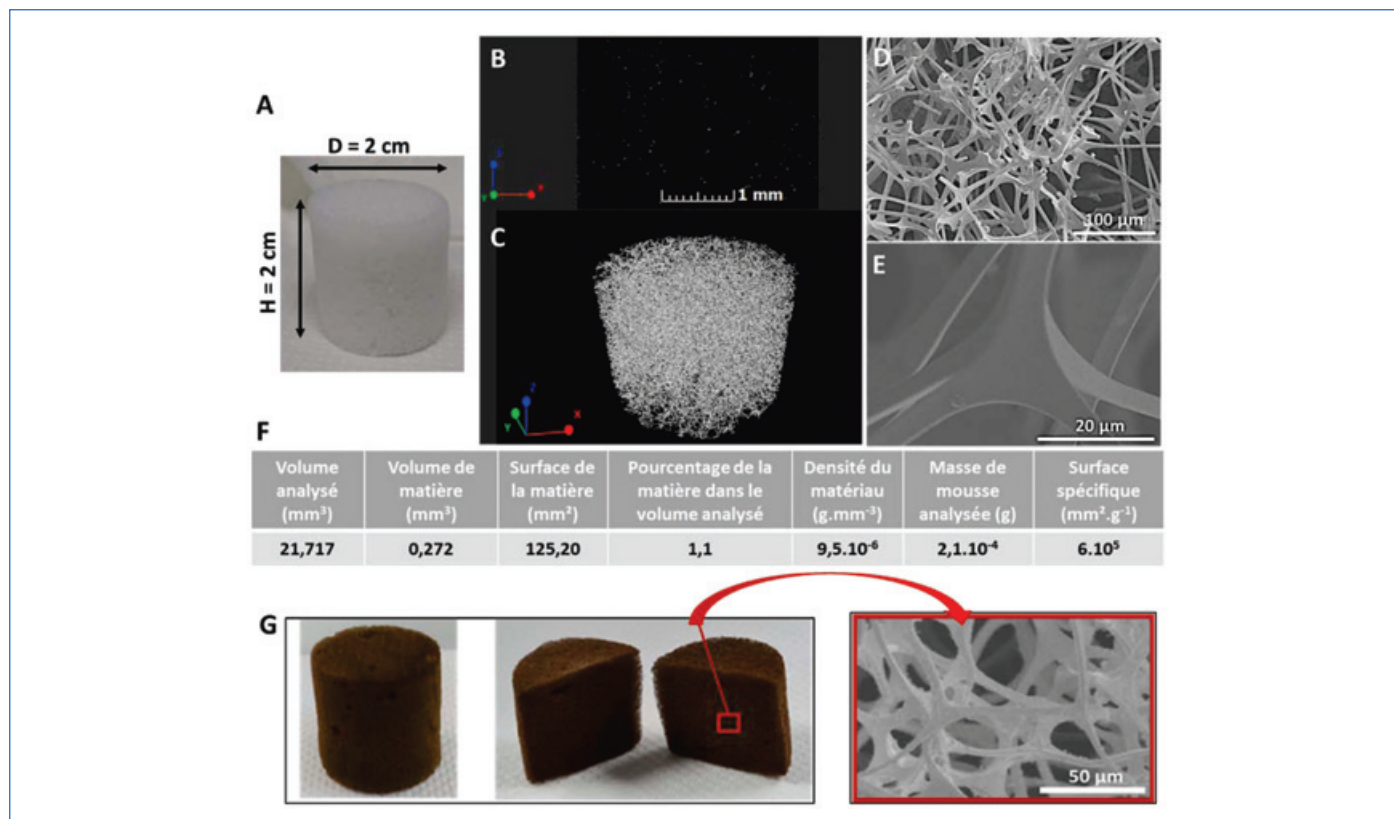 A
D = 2 cm
H = 2 cm
B
1 mm
C
Z
Y
X
D
100 µm
E
20 µm
F
Volume analysé (mm³)
Volume de matière (mm³)
Surface de la matière (mm²)
Pourcentage de la matière dans le volume analysé
Densité du matériau (g.mm⁻³)
Masse de mousse analysée (g)
Surface spécifique (mm².g⁻¹)
21,717
0,272
125,20
1,1
9,5.10⁻⁶
2,1.10⁻⁴
6.10⁵
G
50 µm